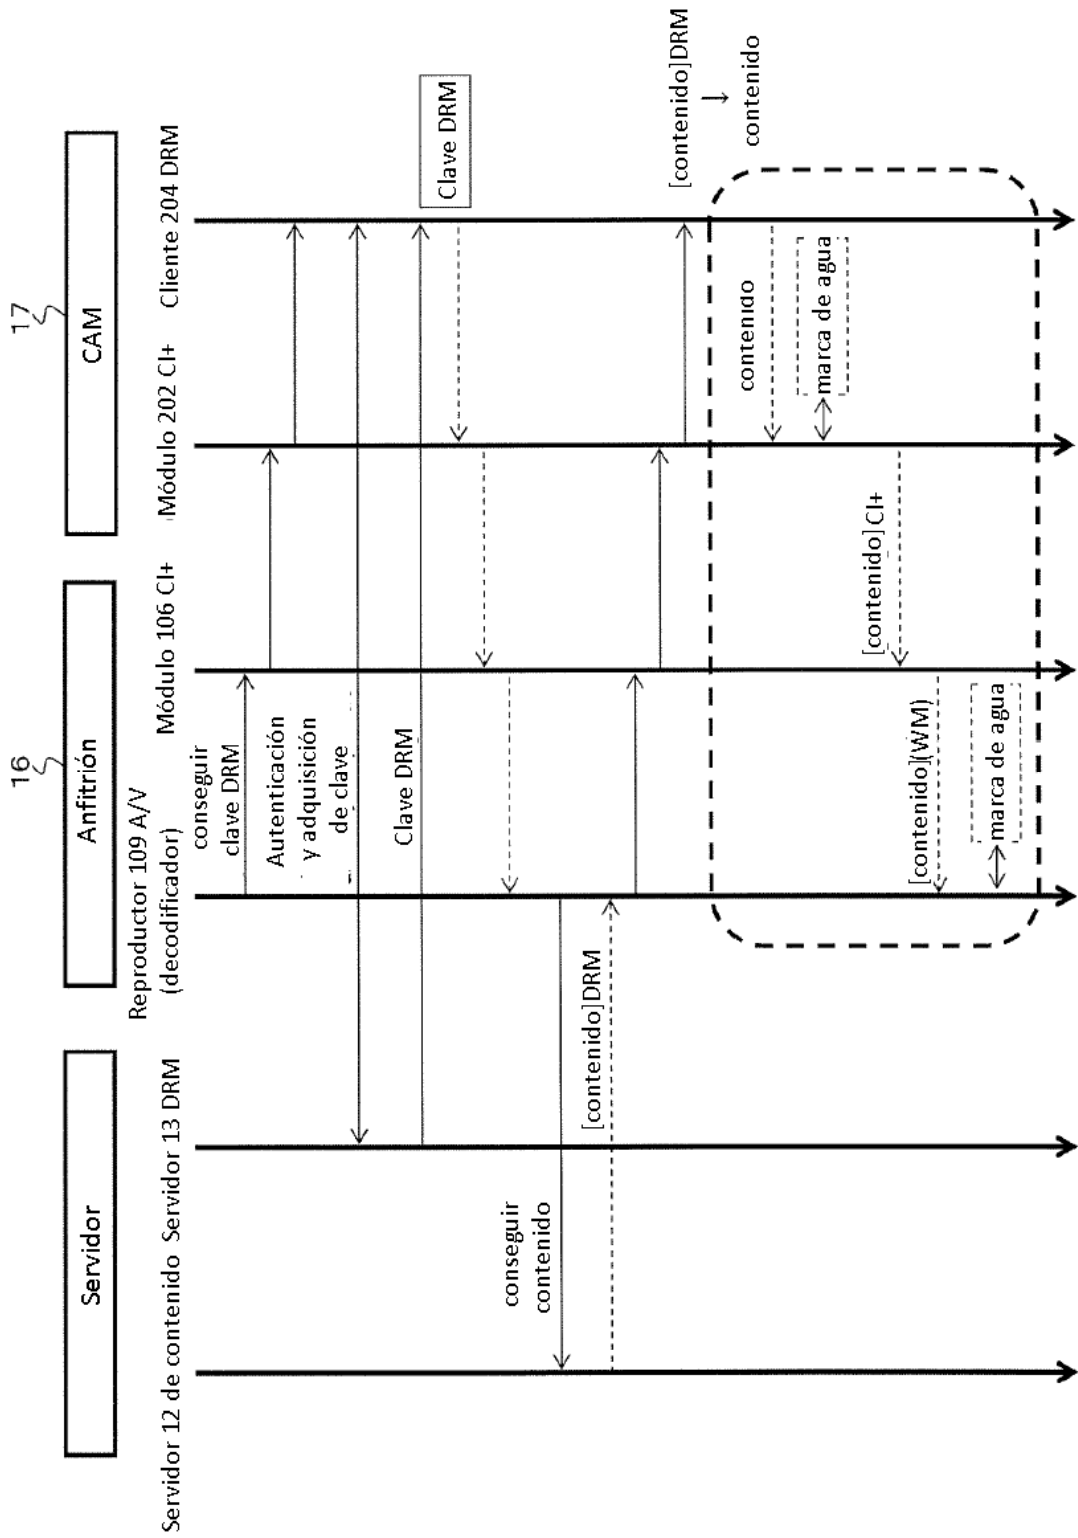 Servidor
16
Anfitrión
17
CAM
Servidor 12 de contenido
Servidor 13 DRM
Reproductor 109 A/V
(decodificador)
Módulo 106 CI+
Módulo 202 CI+
Cliente 204 DRM
conseguir
clave DRM
Autenticación
y adquisición
de clave
Clave DRM
Clave DRM
conseguir
contenido
[contenido]DRM
[contenido]DRM
↓
contenido
contenido
marca de agua
[contenido]CI+
[contenido](WM)
marca de agua